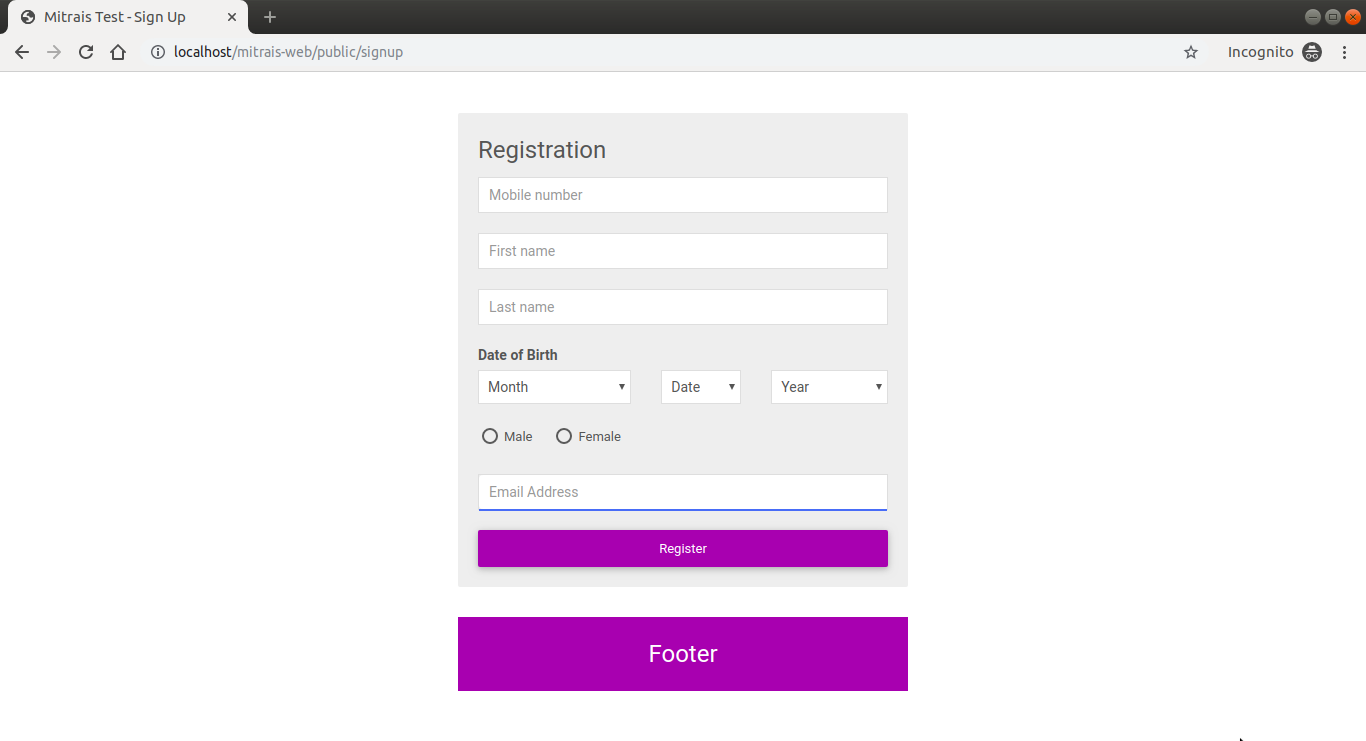 Mitrais Test - Sign Up
localhost/mitrais-web/public/signup
Incognito
Registration
Mobile number
First name
Last name
Date of Birth
Month Date Year
Male Female
Email Address
Register
Footer